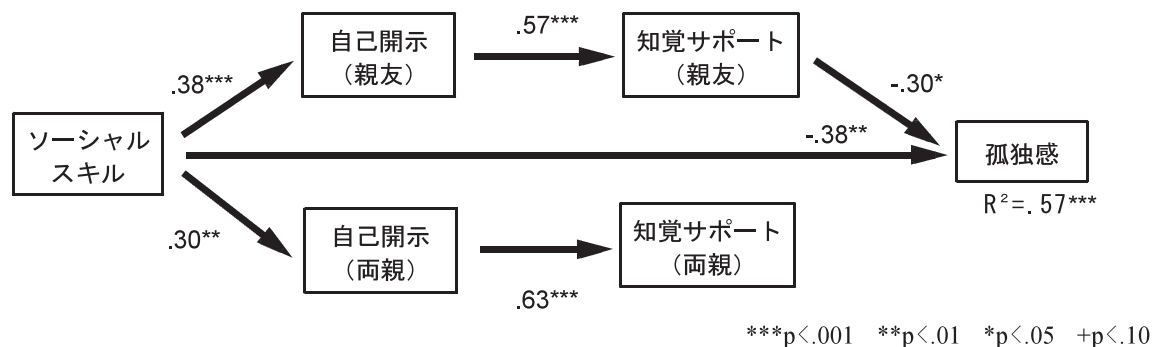 .57***
自己開示
(親友)
知覚サポート
(親友)
.38***
-.30*
ソーシャル
スキル
-.38**
孤独感
R²=.57***
.30**
自己開示
(両親)
知覚サポート
(両親)
.63***
***p<.001 **p<.01 *p<.05 +p<.10